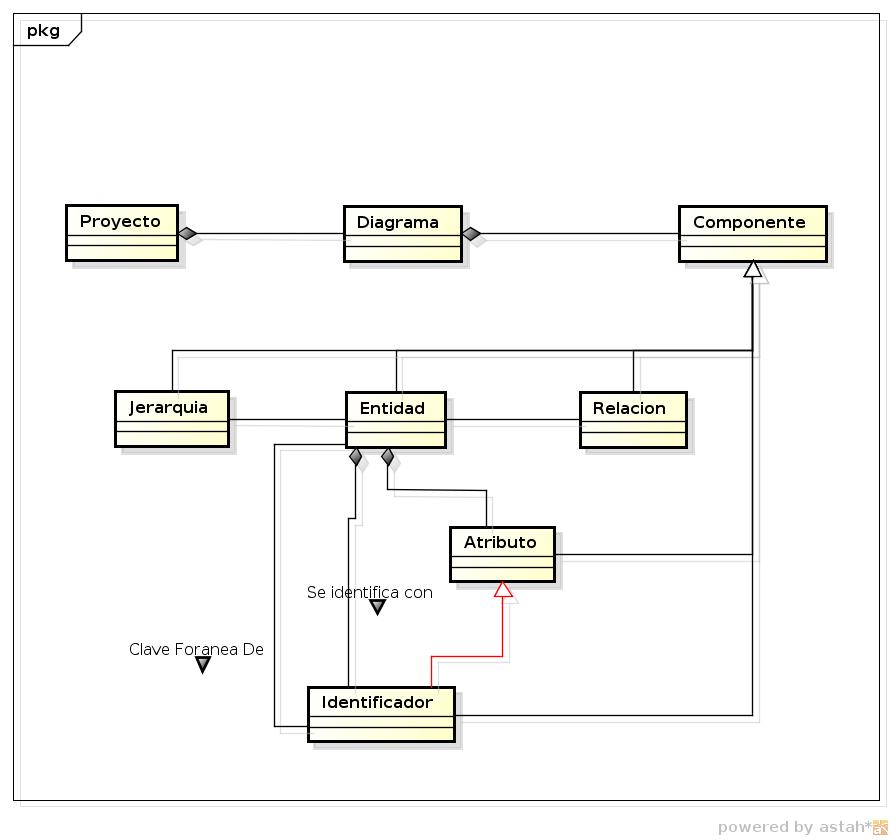 pkg
Proyecto
Diagrama
Componente
Jerarquia
Entidad
Relacion
Atributo
Se identifica con
Clave Foranea De
Identificador
powered by astah*